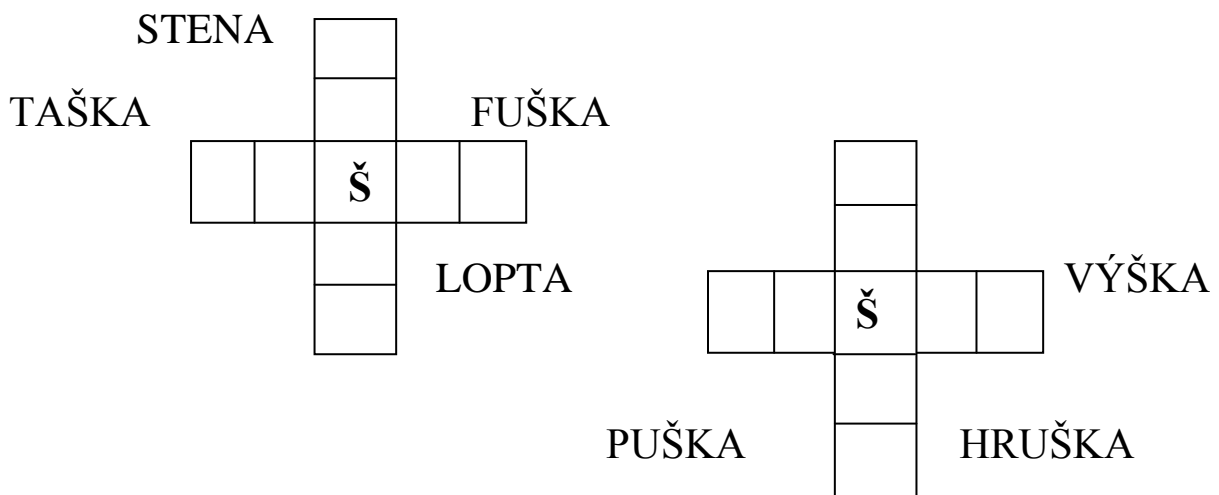 STENA
TAŠKA
FUŠKA
Š
LOPTA
VÝŠKA
Š
PUŠKA
HRUŠKA